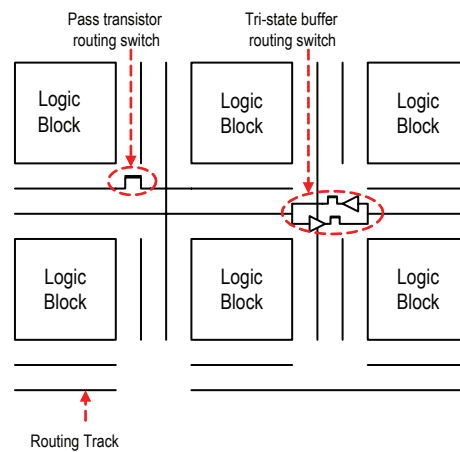 Pass transistor
routing switch
Tri-state buffer
routing switch
Logic
Block
Logic
Block
Logic
Block
Logic
Block
Logic
Block
Logic
Block
Routing Track